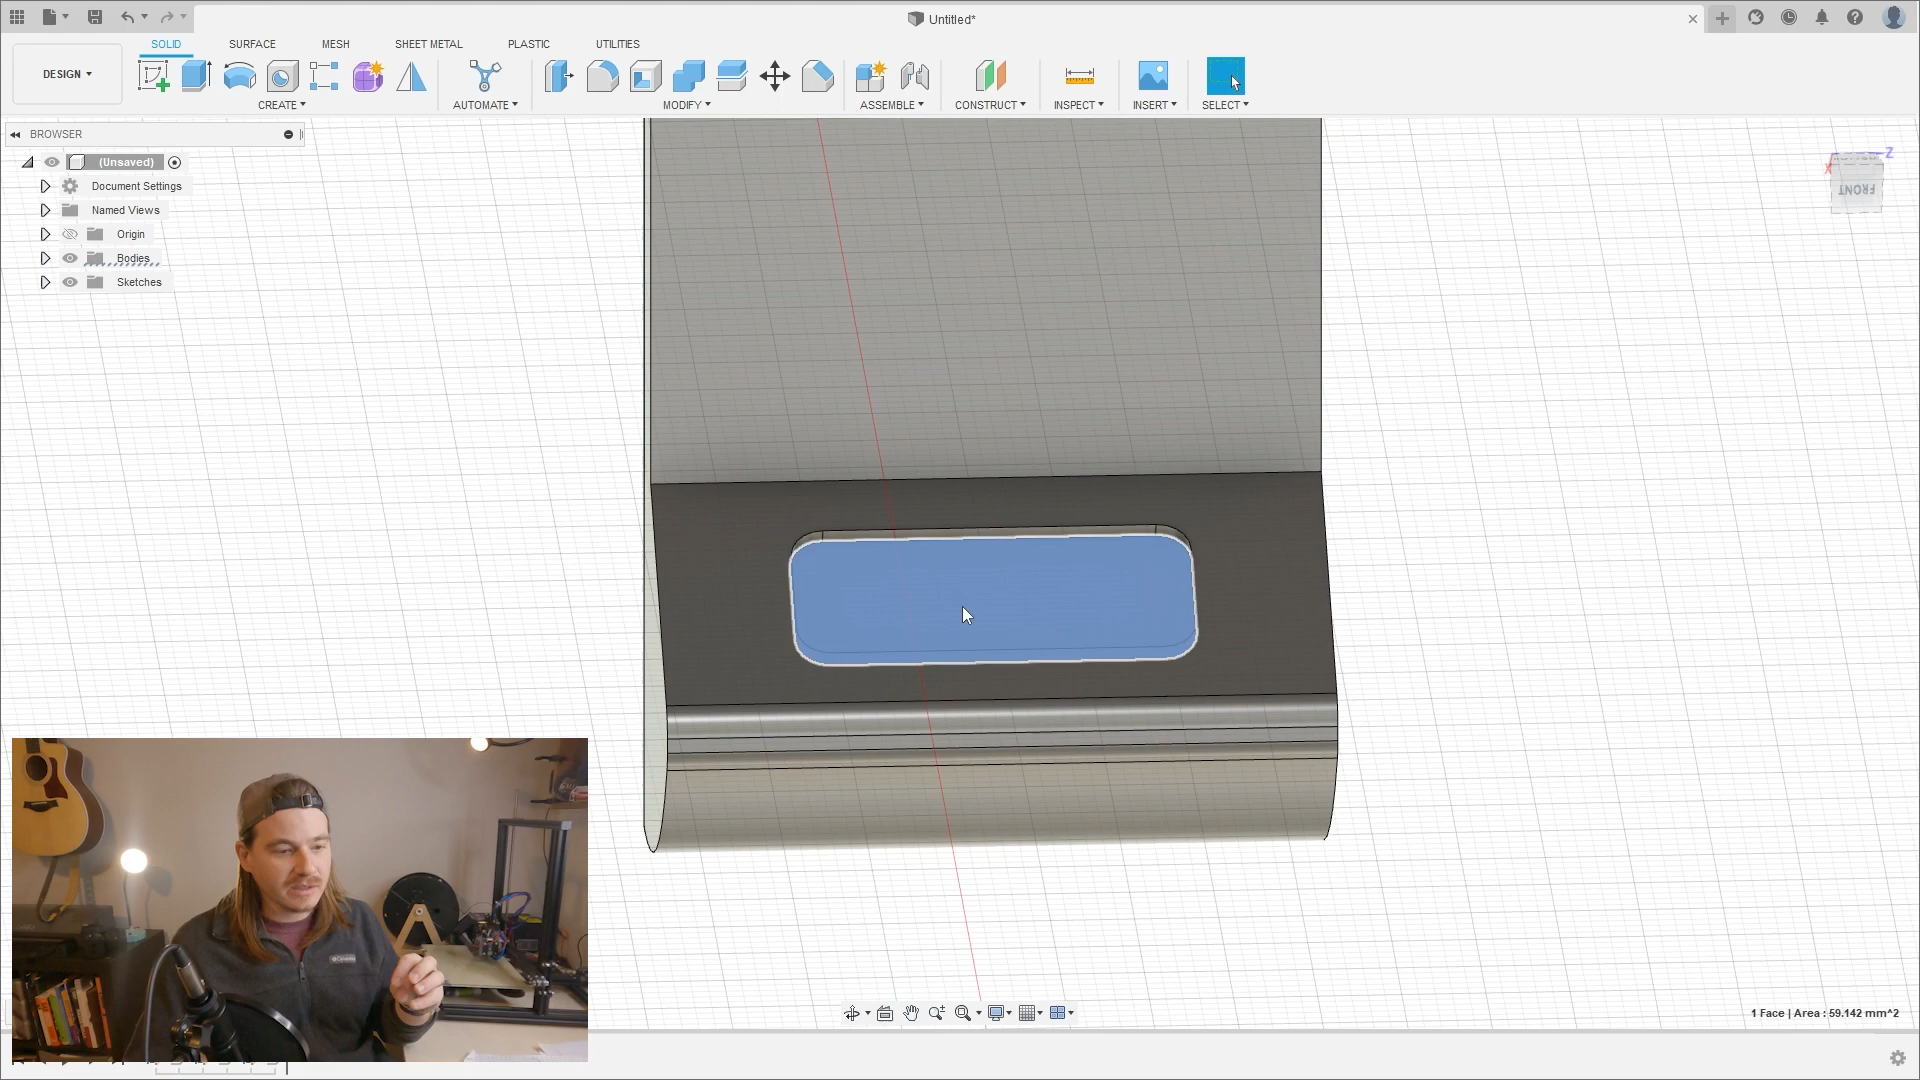 Untitled*
SOLID SURFACE MESH SHEET METAL PLASTIC UTILITIES
DESIGN
CREATE AUTOMATE MODIFY ASSEMBLE CONSTRUCT INSPECT INSERT SELECT
BROWSER
(Unsaved)
Document Settings
Named Views
Origin
Bodies
Sketches
Z
X
FRONT
Columbia
1 Face | Area : 59.142 mm^2